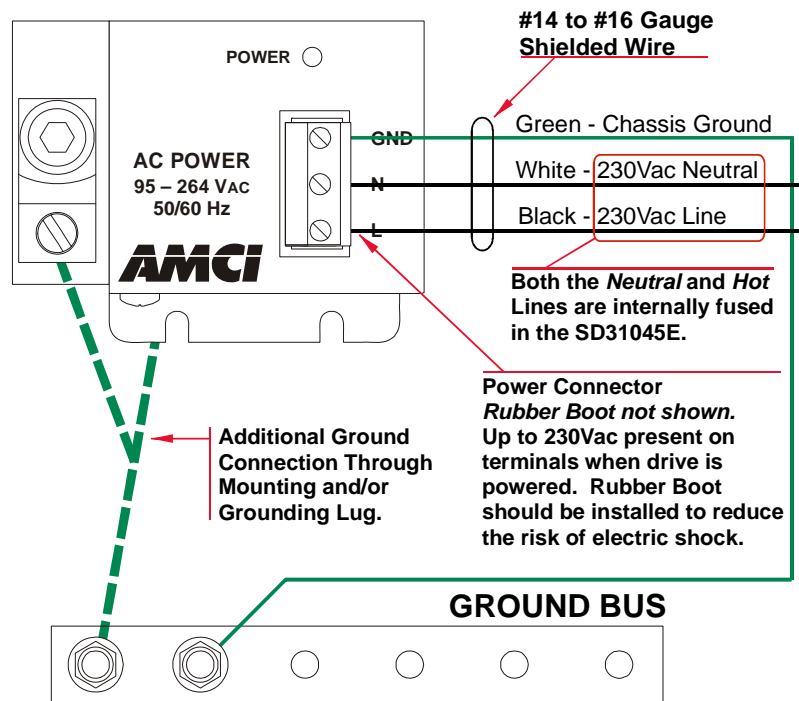 #14 to #16 Gauge
Shielded Wire
POWER
Green - Chassis Ground
GND
AC POWER
95 – 264 VAC
50/60 Hz
White - 230Vac Neutral
N
Black - 230Vac Line
L
AMCI
Both the Neutral and Hot
Lines are internally fused
in the SD31045E.
Power Connector
Rubber Boot not shown.
Up to 230Vac present on
terminals when drive is
powered. Rubber Boot
should be installed to reduce
the risk of electric shock.
Additional Ground
Connection Through
Mounting and/or
Grounding Lug.
GROUND BUS